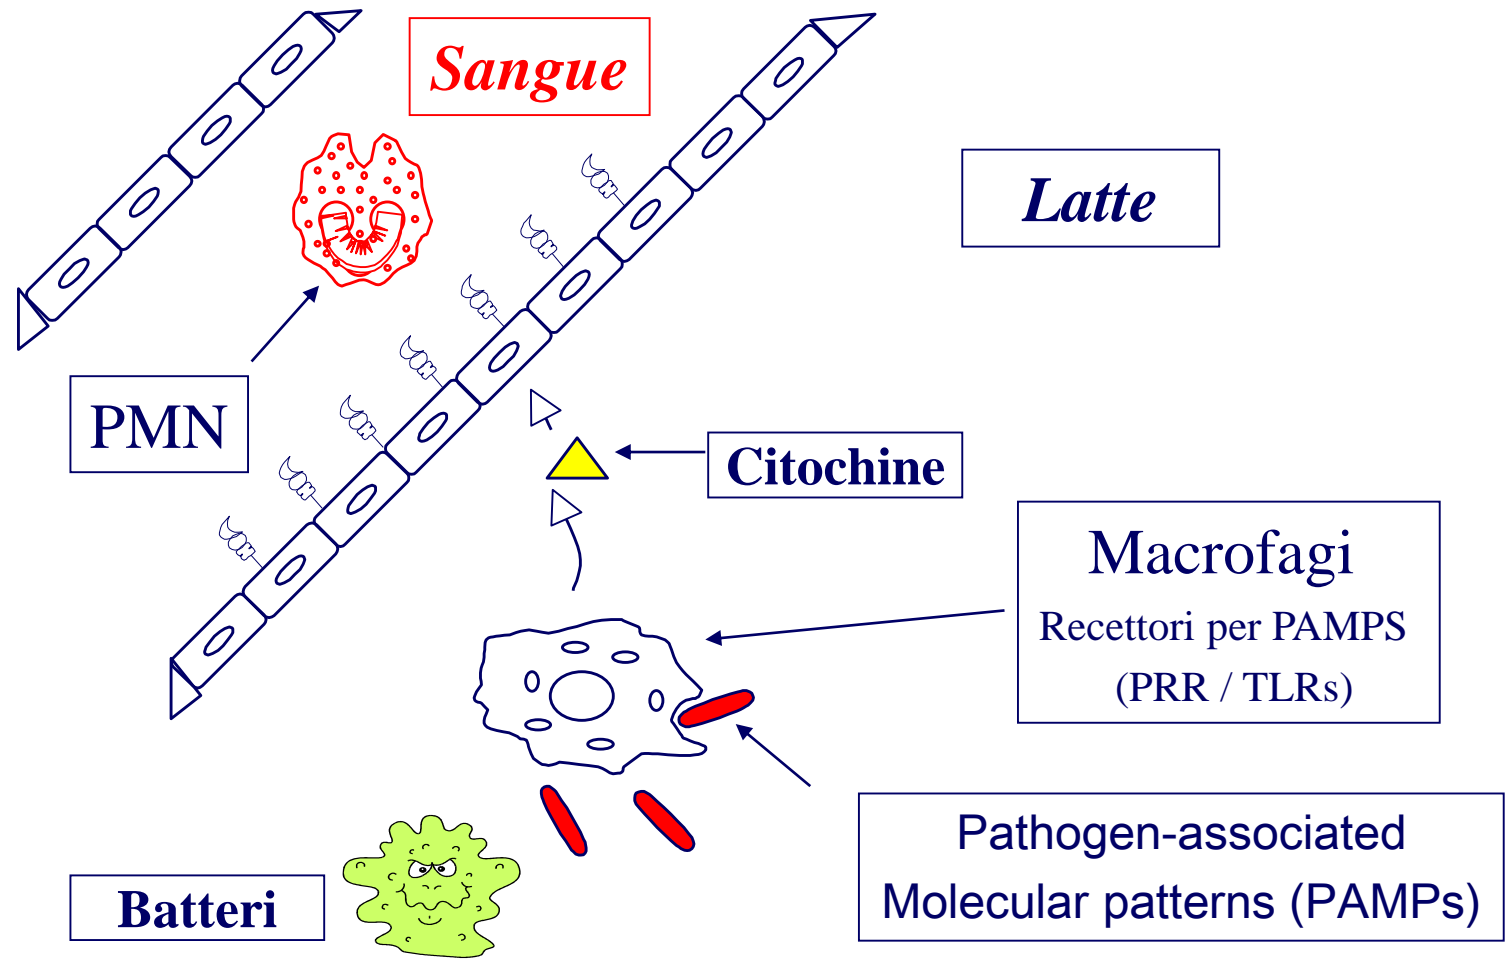 Sangue
Latte
PMN
Citochine
Macrofagi
Recettori per PAMPS
(PRR / TLRs)
Pathogen-associated
Molecular patterns (PAMPs)
Batteri